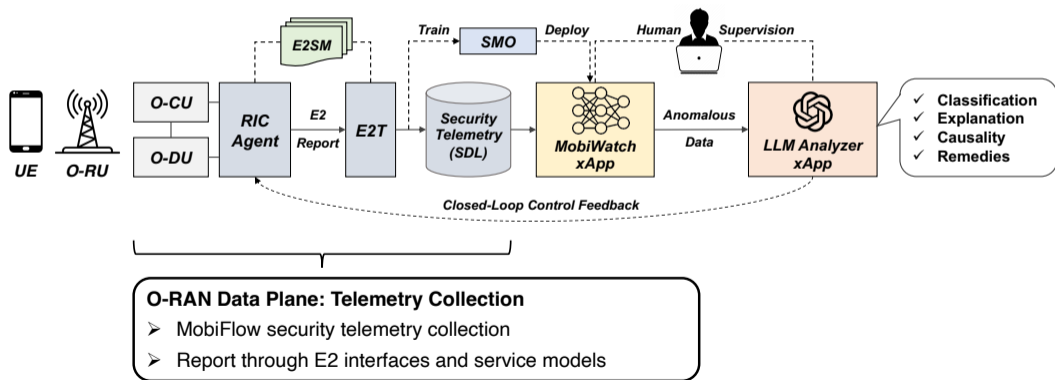 E2SM
Train
SMO
Deploy
Human
Supervision
O-CU
O-DU
RIC
Agent
E2
Report
E2T
Security
Telemetry
(SDL)
MobiWatch
xApp
Anomalous
Data
LLM Analyzer
xApp
✓ Classification
✓ Explanation
✓ Causality
✓ Remedies
UE
O-RU
Closed-Loop Control Feedback
O-RAN Data Plane: Telemetry Collection
➢ MobiFlow security telemetry collection
➢ Report through E2 interfaces and service models